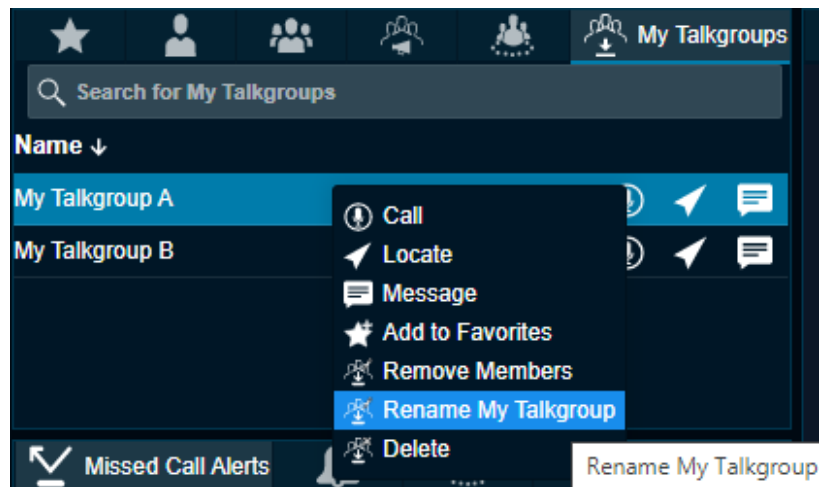 My Talkgroups
Search for My Talkgroups
Name ↓
My Talkgroup A
My Talkgroup B
Call
Locate
Message
Add to Favorites
Remove Members
Rename My Talkgroup
Delete
Missed Call Alerts
Rename My Talkgroup